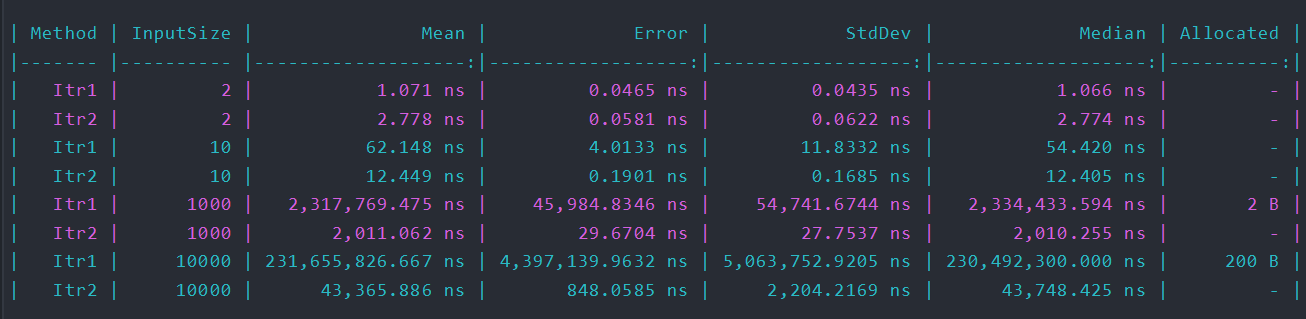 | Method | InputSize |               Mean |             Error |            StdDev |             Median | Allocated |
|------- |---------- |-------------------:|------------------:|------------------:|-------------------:|----------:|
|   Itr1 |         2 |           1.071 ns |         0.0465 ns |         0.0435 ns |           1.066 ns |         - |
|   Itr2 |         2 |           2.778 ns |         0.0581 ns |         0.0622 ns |           2.774 ns |         - |
|   Itr1 |        10 |          62.148 ns |         4.0133 ns |        11.8332 ns |          54.420 ns |         - |
|   Itr2 |        10 |          12.449 ns |         0.1901 ns |         0.1685 ns |          12.405 ns |         - |
|   Itr1 |      1000 |   2,317,769.475 ns |    45,984.8346 ns |    54,741.6744 ns |   2,334,433.594 ns |       2 B |
|   Itr2 |      1000 |       2,011.062 ns |        29.6704 ns |        27.7537 ns |       2,010.255 ns |         - |
|   Itr1 |     10000 | 231,655,826.667 ns | 4,397,139.9632 ns | 5,063,752.9205 ns | 230,492,300.000 ns |     200 B |
|   Itr2 |     10000 |      43,365.886 ns |       848.0585 ns |     2,204.2169 ns |      43,748.425 ns |         - |